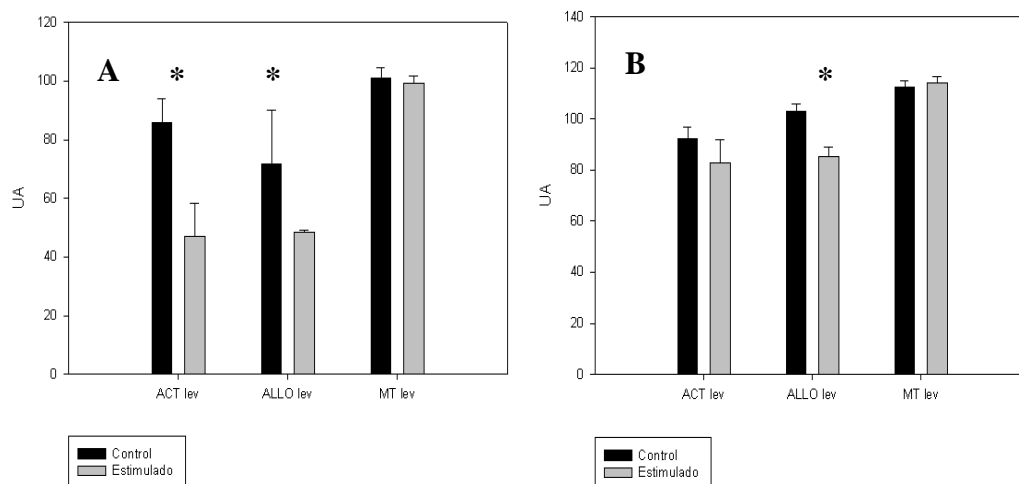 120
100
80
60
40
20
0
UA
A
*
*
ACT lev
ALLO lev
MT lev
Control
Estimulado
140
120
100
80
60
40
20
0
UA
B
*
ACT lev
ALLO lev
MT lev
Control
Estimulado